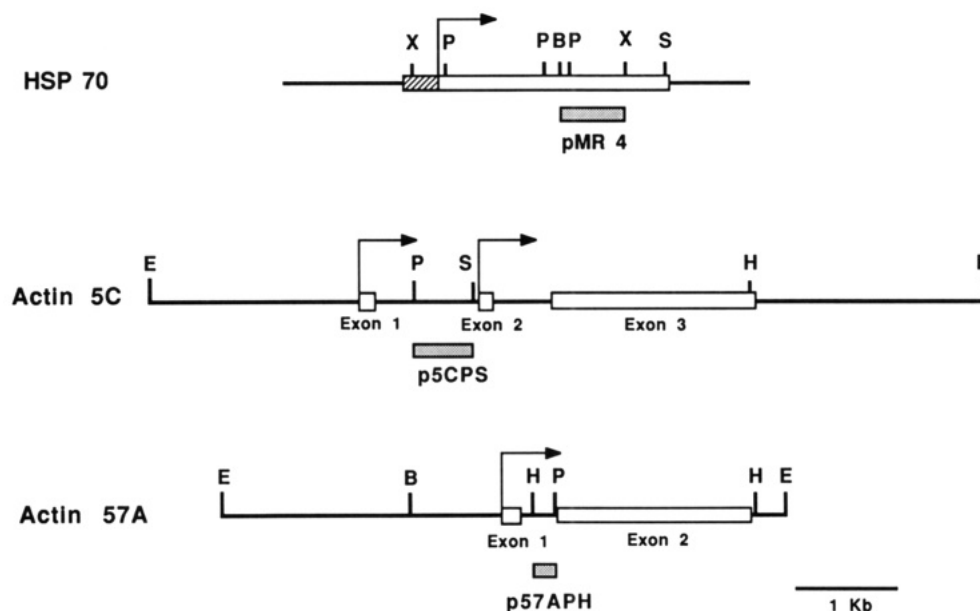 X P P B P X S
HSP 70
pMR 4
E P S H
Actin 5C
Exon 1 Exon 2 Exon 3
p5CPS
E B H P H E
Actin 57A
Exon 1 Exon 2
p57APH
1 Kb